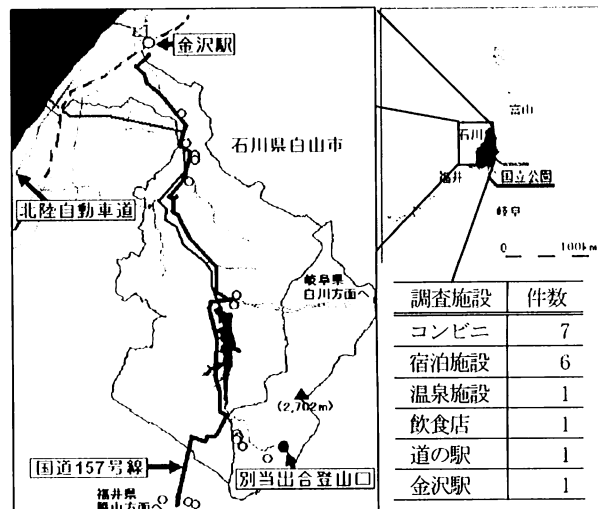 金沢駅
石川県白山市
北陸自動車道
岐阜県
白川方面へ
(2,702m)
国道157号線
別当出合登山口
福井県
勝山方面へ
富山
石川
福井
国立公園
岐阜
0 100km
調査施設 件数
コンビニ 7
宿泊施設 6
温泉施設 1
飲食店 1
道の駅 1
金沢駅 1